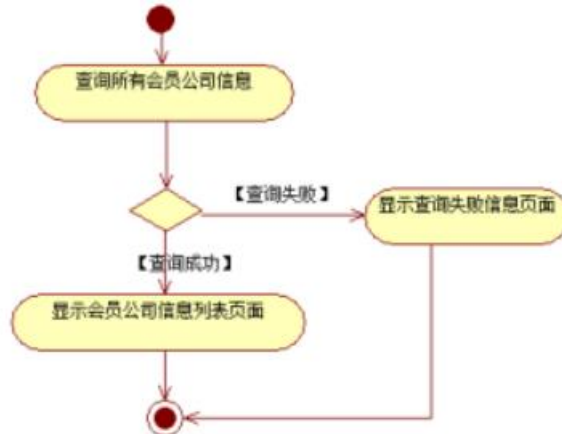 查询所有会员公司信息
【查询失败】
显示查询失败信息页面
【查询成功】
显示会员公司信息列表页面